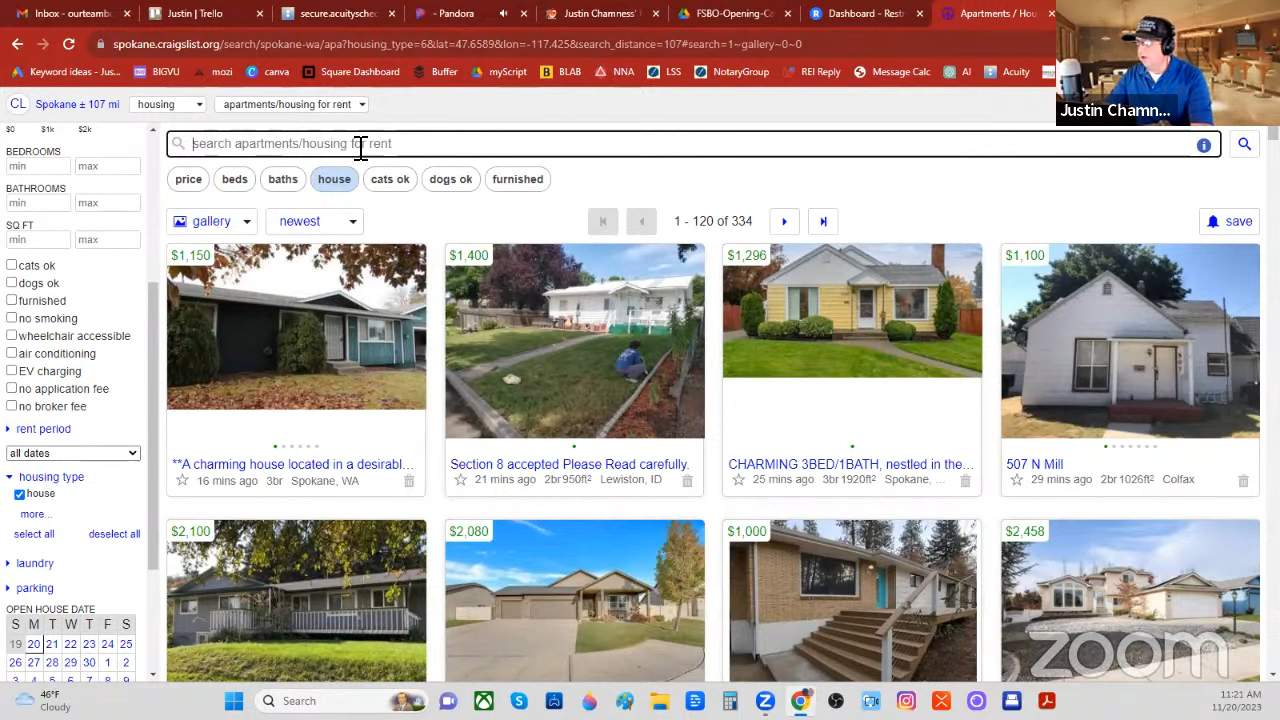 M (2) ourteamb
Justin | Trello
secure.acuitysche
- Pandora
Justin Chamness'
FSBO-Opening-Ca
Dashboard - Rest
Apartments / Hou
spokane.craigslist.org/search/spokane-wa/apa?housing_type=6&lat=47.6589&lon=-117.425&search_distance=107#search=1~gallery~0~0
Keyword ideas - Jus...
BIGVU
mozi
canva
Square Dashboard
Buffer
myScript
BLAB
NNA
LSS
NotaryGroup
REI Reply
Message Calc
AI
Acuity
Justin Chamn...
CL Spokane ± 107 mi
housing
apartments/housing for rent
$0 $1k $2k
BEDROOMS
min max
BATHROOMS
min max
SQ FT
min max
cats ok
dogs ok
furnished
no smoking
wheelchair accessible
air conditioning
EV charging
no application fee
no broker fee
rent period
all dates
housing type
house
more...
select all deselect all
laundry
parking
OPEN HOUSE DATE
S M T W T F S
19 20 21 22 23 24 25
26 27 28 29 30 1 2
search apartments/housing for rent
price beds baths house cats ok dogs ok furnished
gallery newest 1 - 120 of 334 save
$1,150
**A charming house located in a desirabl...
16 mins ago 3br Spokane, WA
$1,400
Section 8 accepted Please Read carefully.
21 mins ago 2br 950ft² Lewiston, ID
$1,296
CHARMING 3BED/1BATH, nestled in the...
25 mins ago 3br 1920ft² Spokane, ...
$1,100
507 N Mill
29 mins ago 2br 1026ft² Colfax
$2,100
$2,080
$1,000
$2,458
zoom
46°F
Cloudy
Search
11:21 AM
11/20/2023